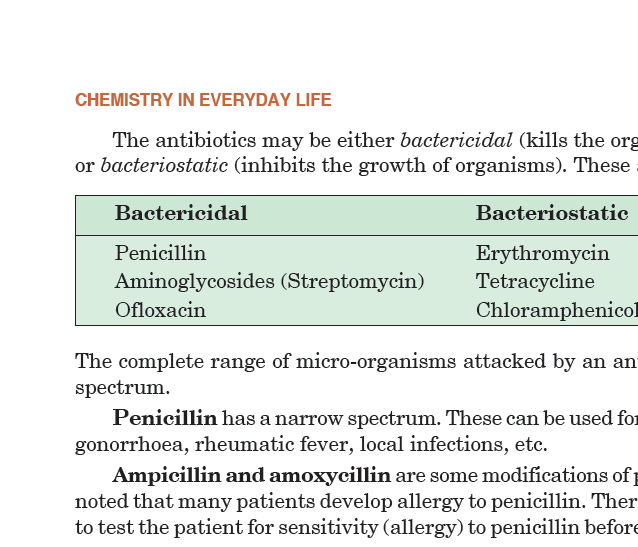 CHEMISTRY IN EVERYDAY LIFE
The antibiotics may be either bactericidal (kills the org
or bacteriostatic (inhibits the growth of organisms). These
Bactericidal Bacteriostatic
Penicillin Erythromycin
Aminoglycosides (Streptomycin) Tetracycline
Ofloxacin Chloramphenicol
The complete range of micro-organisms attacked by an an
spectrum.
Penicillin has a narrow spectrum. These can be used for
gonorrhoea, rheumatic fever, local infections, etc.
Ampicillin and amoxycillin are some modifications of
noted that many patients develop allergy to penicillin. Ther
to test the patient for sensitivity (allergy) to penicillin before